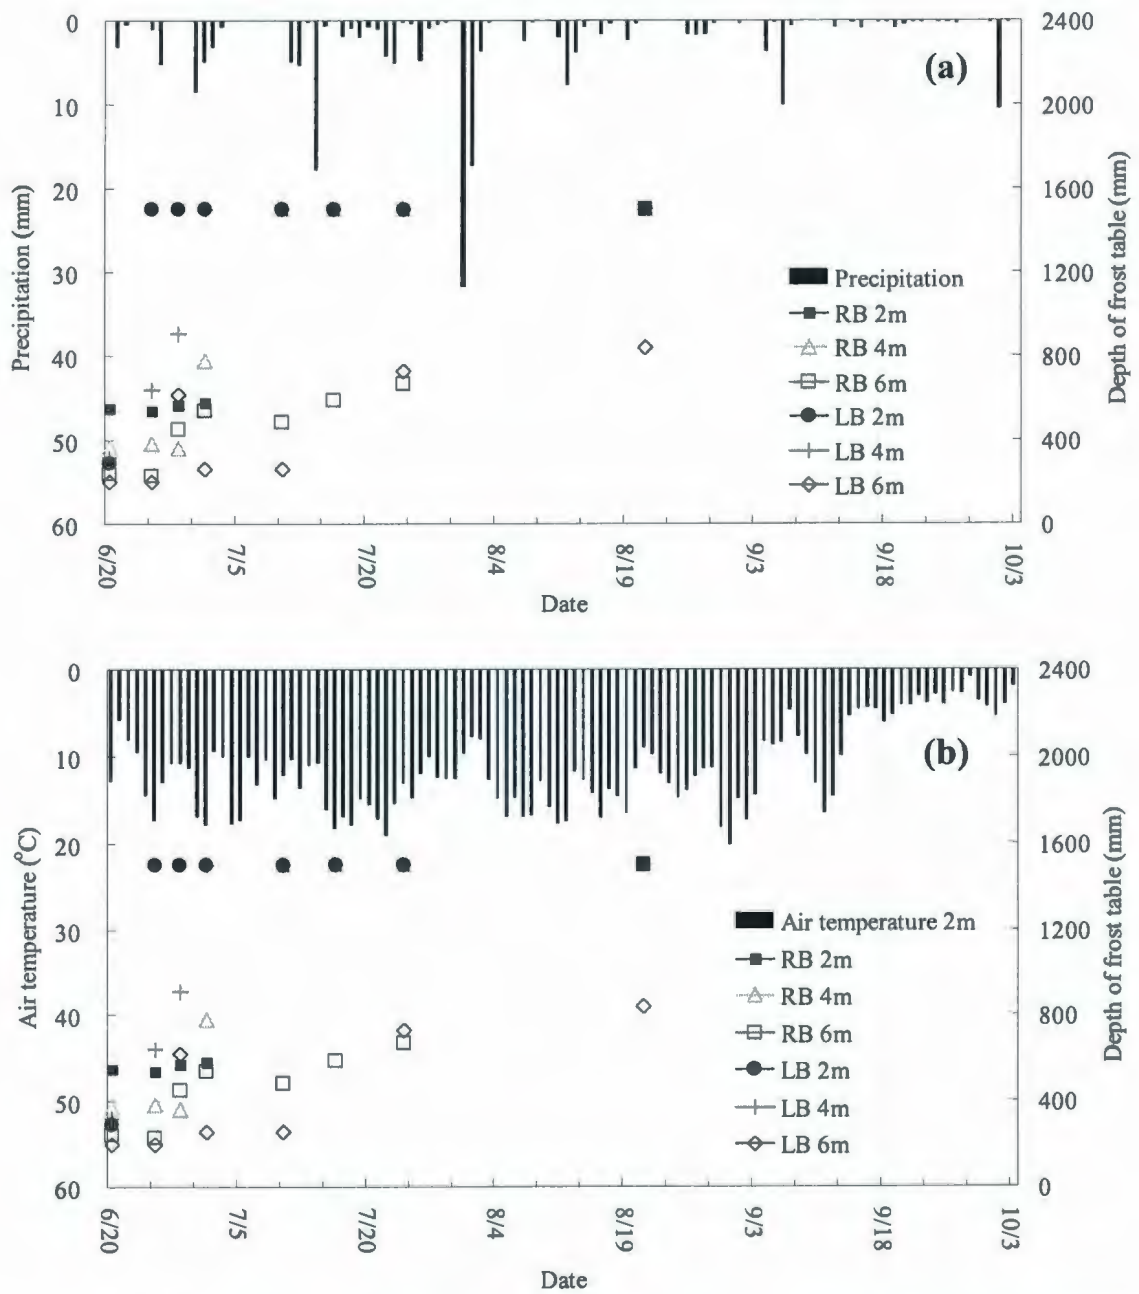 0
10
20
30
40
50
60
Precipitation (mm)
2400
2000
1600
1200
800
400
0
Depth of frost table (mm)
(a)
Precipitation
RB 2m
RB 4m
RB 6m
LB 2m
LB 4m
LB 6m
6/20
7/5
7/20
8/4
8/19
9/3
9/18
10/3
Date
0
10
20
30
40
50
60
Air temperature (°C)
2400
2000
1600
1200
800
400
0
Depth of frost table (mm)
(b)
Air temperature 2m
RB 2m
RB 4m
RB 6m
LB 2m
LB 4m
LB 6m
6/20
7/5
7/20
8/4
8/19
9/3
9/18
10/3
Date